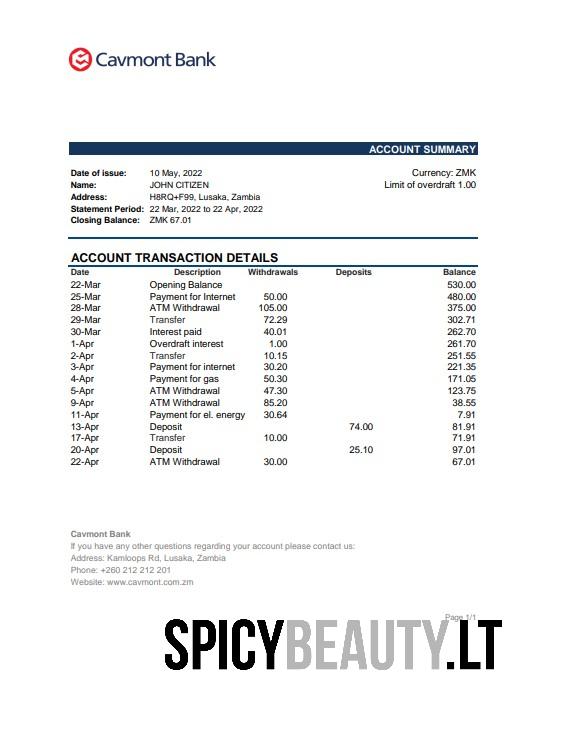 Cavmont Bank
ACCOUNT SUMMARY
Date of issue: 10 May, 2022 Currency: ZMK
Name: JOHN CITIZEN Limit of overdraft 1.00
Address: H8RQ+F99, Lusaka, Zambia
Statement Period: 22 Mar, 2022 to 22 Apr, 2022
Closing Balance: ZMK 67.01
ACCOUNT TRANSACTION DETAILS
Date Description Withdrawals Deposits Balance
22-Mar Opening Balance 530.00
25-Mar Payment for Internet 50.00 480.00
28-Mar ATM Withdrawal 105.00 375.00
29-Mar Transfer 72.29 302.71
30-Mar Interest paid 40.01 262.70
1-Apr Overdraft interest 1.00 261.70
2-Apr Transfer 10.15 251.55
3-Apr Payment for internet 30.20 221.35
4-Apr Payment for gas 50.30 171.05
5-Apr ATM Withdrawal 47.30 123.75
9-Apr ATM Withdrawal 85.20 38.55
11-Apr Payment for el. energy 30.64 7.91
13-Apr Deposit 74.00 81.91
17-Apr Transfer 10.00 71.91
20-Apr Deposit 25.10 97.01
22-Apr ATM Withdrawal 30.00 67.01
Cavmont Bank
If you have any other questions regarding your account please contact us:
Address: Kamloops Rd, Lusaka, Zambia
Phone: +260 212 212 201
Website: www.cavmont.com.zm
Page 1/1
SPICYBEAUTY.LT